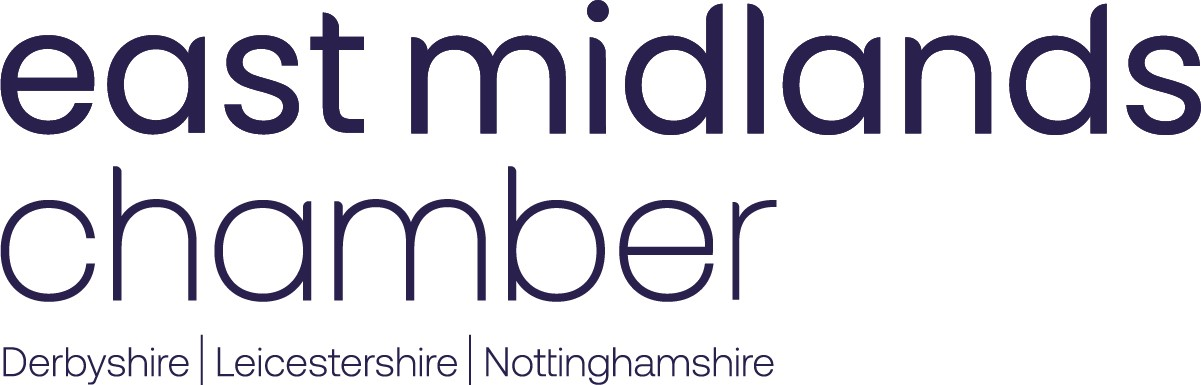 east midlands
chamber
Derbyshire | Leicestershire | Nottinghamshire